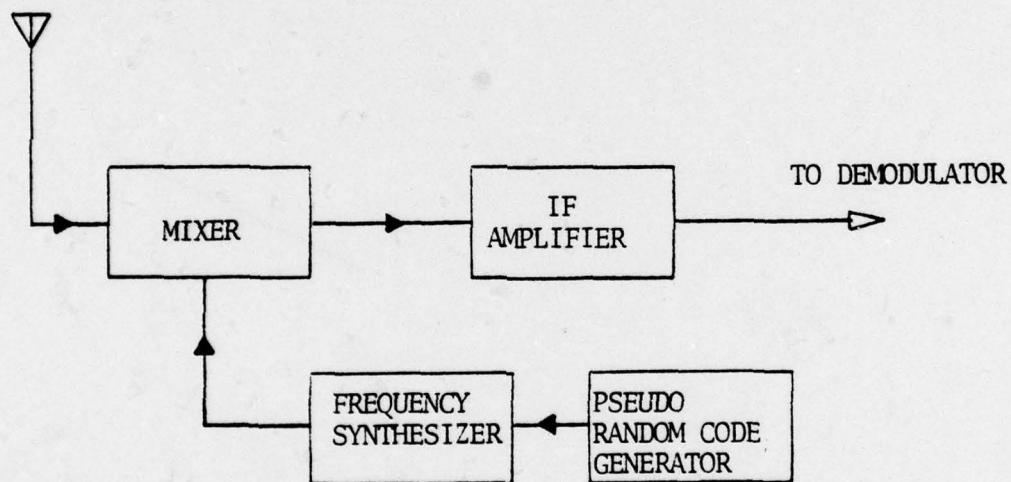 TO DEMODULATOR
MIXER
IF
AMPLIFIER
FREQUENCY
SYNTHESIZER
PSEUDO
RANDOM CODE
GENERATOR